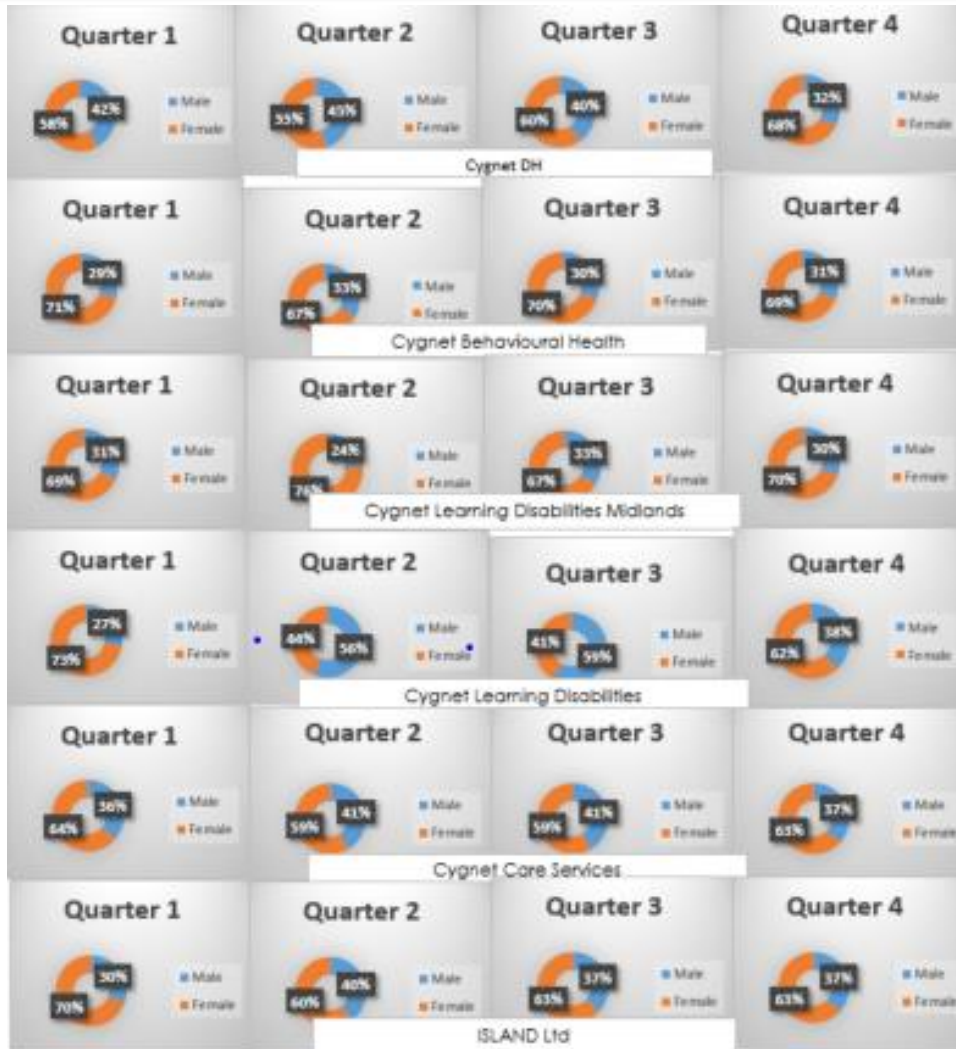 Quarter 1
Quarter 2
Quarter 3
Quarter 4
58% 42% Male Female
55% 45% Male Female
60% 40% Male Female
68% 32% Male Female
Cygnet DH
Quarter 1
Quarter 2
Quarter 3
Quarter 4
71% 29% Male Female
67% 33% Male Female
70% 30% Male Female
69% 31% Male Female
Cygnet Behavioural Health
Quarter 1
Quarter 2
Quarter 3
Quarter 4
69% 31% Male Female
76% 24% Male Female
67% 33% Male Female
70% 30% Male Female
Cygnet Learning Disabilities Midlands
Quarter 1
Quarter 2
Quarter 3
Quarter 4
73% 27% Male Female
44% 56% Male Female
41% 59% Male Female
62% 38% Male Female
Cygnet Learning Disabilities
Quarter 1
Quarter 2
Quarter 3
Quarter 4
64% 36% Male Female
59% 41% Male Female
59% 41% Male Female
63% 37% Male Female
Cygnet Care Services
Quarter 1
Quarter 2
Quarter 3
Quarter 4
70% 30% Male Female
60% 40% Male Female
63% 37% Male Female
63% 37% Male Female
ISLAND Ltd